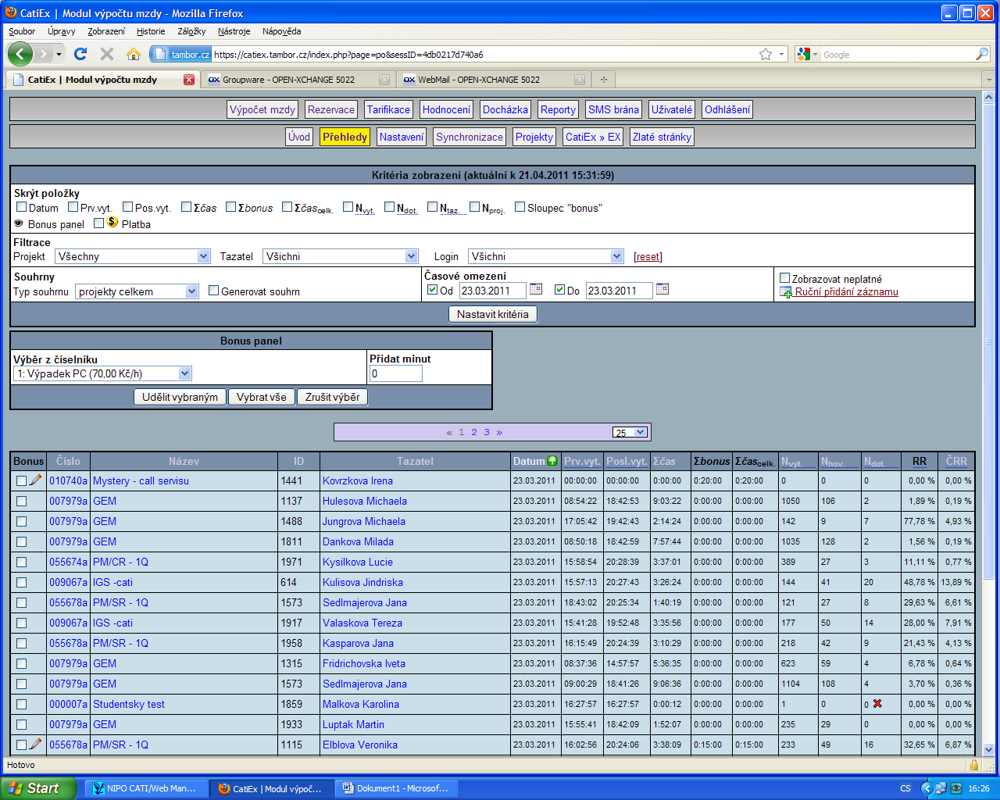 CatiEx | Modul výpočtu mzdy - Mozilla Firefox
Soubor Úpravy Zobrazení Historie Záložky Nástroje Nápověda
tambor.cz https://catiex.tambor.cz/index.php?page=po&sessID=4db0217d740a6 Google
CatiEx | Modul výpočtu mzdy Groupware - OPEN-XCHANGE 5022 WebMail - OPEN-XCHANGE 5022
Výpočet mzdy Rezervace Tarifikace Hodnocení Docházka Reporty SMS brána Uživatelé Odhlášení
Úvod Přehledy Nastavení Synchronizace Projekty CatiEx » EX Zlaté stránky
Kritéria zobrazení (aktuální k 21.04.2011 15:31:59)
Skrýt položky
Datum Prv.vyt. Pos.vyt. Σčas Σbonus Σčascelk. Nvyt. Ndot. Ntaz. Nproj. Sloupec "bonus"
Bonus panel Platba
Filtrace
Projekt Všechny Tazatel Všichni Login Všichni [reset]
Souhrny Časové omezení
Typ souhrnu projekty celkem Generovat souhrn Od 23.03.2011 Do 23.03.2011 Zobrazovat neplatné
Ruční přidání záznamu
Nastavit kritéria
Bonus panel
Výběr z číselníku Přidat minut
1: Výpadek PC (70,00 Kč/h) 0
Udělit vybraným Vybrat vše Zrušit výběr
« 1 2 3 » 25
Bonus Číslo Název ID Tazatel Datum Prv.vyt. Posl.vyt. Σčas Σbonus Σčascelk. Nvyt. Nhov. Ndot. RR ČRR
010740a Mystery - call servisu 1441 Kovrzkova Irena 23.03.2011 00:00:00 00:00:00 0:00:00 0:20:00 0:20:00 0 0 0 0,00 % 0,00 %
007979a GEM 1137 Hulesova Michaela 23.03.2011 08:54:22 18:42:53 9:03:22 0:00:00 0:00:00 1050 106 2 1,89 % 0,19 %
007979a GEM 1488 Jungrova Michaela 23.03.2011 17:05:42 19:42:43 2:14:24 0:00:00 0:00:00 142 9 7 77,78 % 4,93 %
007979a GEM 1811 Dankova Milada 23.03.2011 08:50:18 18:42:59 7:57:44 0:00:00 0:00:00 1035 128 2 1,56 % 0,19 %
055674a PM/CR - 1Q 1971 Kysilkova Lucie 23.03.2011 15:58:54 20:28:39 3:37:01 0:00:00 0:00:00 389 27 3 11,11 % 0,77 %
009067a IGS -cati 614 Kulisova Jindriska 23.03.2011 15:57:13 20:27:43 3:26:24 0:00:00 0:00:00 144 41 20 48,78 % 13,89 %
055678a PM/SR - 1Q 1573 Sedlmajerova Jana 23.03.2011 18:43:02 20:25:34 1:40:19 0:00:00 0:00:00 121 27 8 29,63 % 6,61 %
009067a IGS -cati 1917 Valaskova Tereza 23.03.2011 15:41:28 19:52:48 3:35:56 0:00:00 0:00:00 177 50 14 28,00 % 7,91 %
055678a PM/SR - 1Q 1958 Kasparova Jana 23.03.2011 16:15:49 20:24:39 3:10:29 0:00:00 0:00:00 218 42 9 21,43 % 4,13 %
007979a GEM 1315 Fridrichovska Iveta 23.03.2011 08:37:36 14:57:57 5:36:35 0:00:00 0:00:00 623 59 4 6,78 % 0,64 %
007979a GEM 1573 Sedlmajerova Jana 23.03.2011 09:00:29 18:41:26 9:06:36 0:00:00 0:00:00 1104 108 4 3,70 % 0,36 %
000007a Studentsky test 1859 Malkova Karolina 23.03.2011 16:27:57 16:27:57 0:00:12 0:00:00 0:00:00 1 0 0 0,00 % 0,00 %
007979a GEM 1933 Luptak Martin 23.03.2011 15:55:41 18:42:09 1:52:07 0:00:00 0:00:00 235 29 0 0,00 % 0,00 %
055678a PM/SR - 1Q 1115 Elblova Veronika 23.03.2011 16:02:56 20:24:06 3:38:09 0:15:00 0:15:00 233 49 16 32,65 % 6,87 %
Hotovo
Start NIPO CATI/Web Man... CatiEx | Modul výpoč... Dokument1 - Microsof... CS 16:26